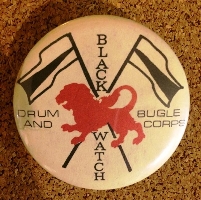 BLACK
WATCH
DRUM AND
BUGLE CORPS